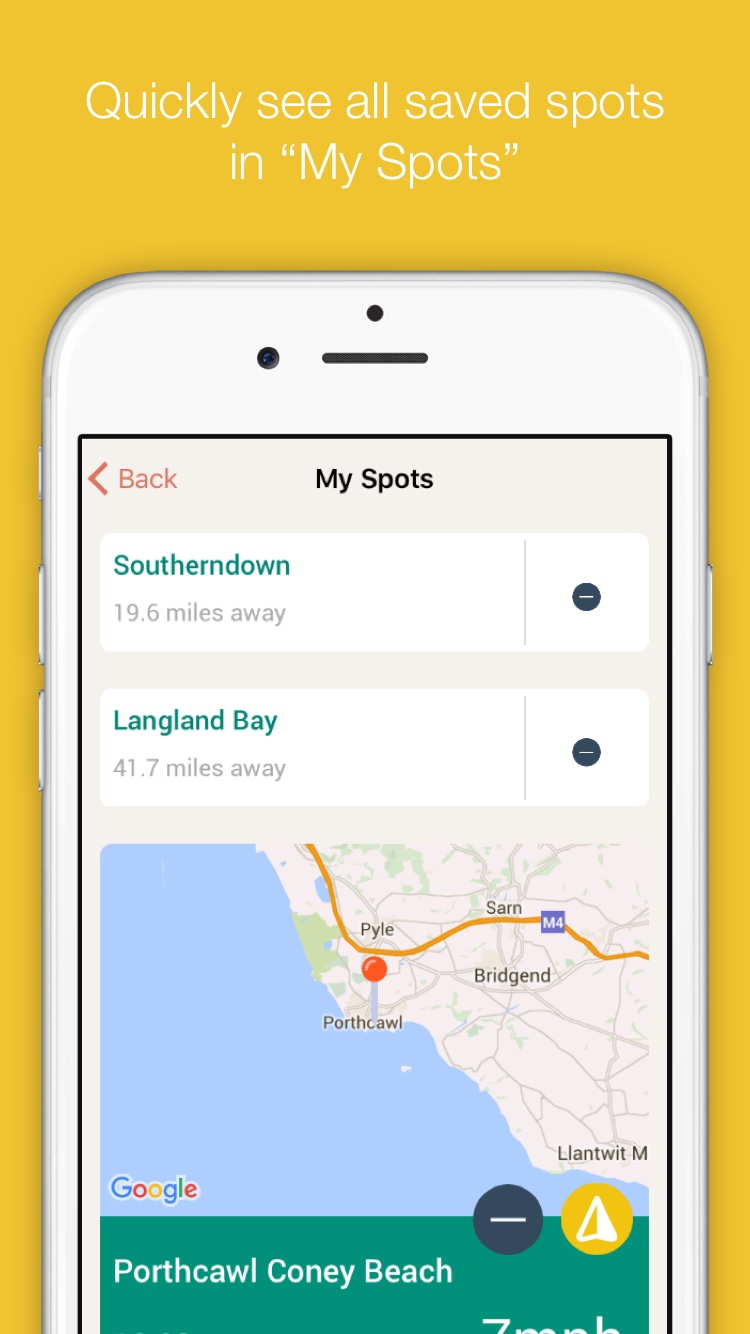 Quickly see all saved spots
in “My Spots”
Back
My Spots
Southerndown
19.6 miles away
Langland Bay
41.7 miles away
Sarn
M4
Pyle
Bridgend
Porthcawl
Llantwit M
Google
Porthcawl Coney Beach
7mph